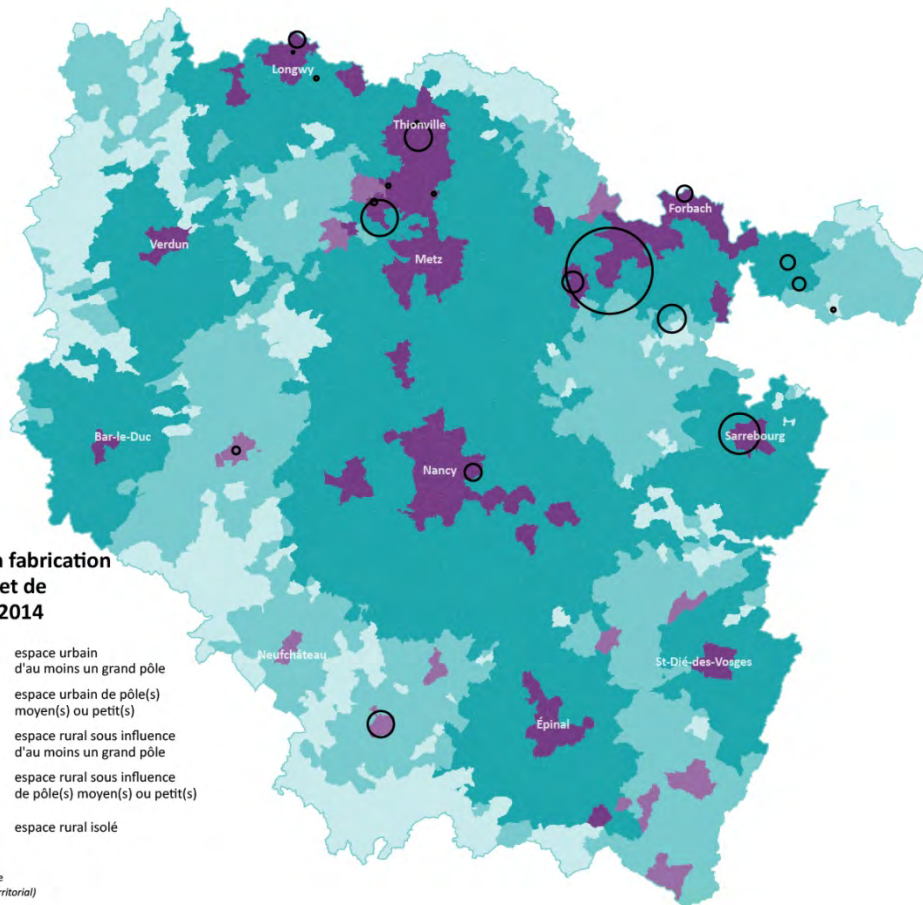 Longwy
Thionville
Forbach
Verdun
Metz
Bar-le-Duc
Sarrebourg
Nancy
fabrication
et de
2014
espace urbain
d'au moins un grand pôle
Neufchâteau
St-Dié-des-Vosges
espace urbain de pôle(s)
moyen(s) ou petit(s)
Épinal
espace rural sous influence
d'au moins un grand pôle
espace rural sous influence
de pôle(s) moyen(s) ou petit(s)
espace rural isolé